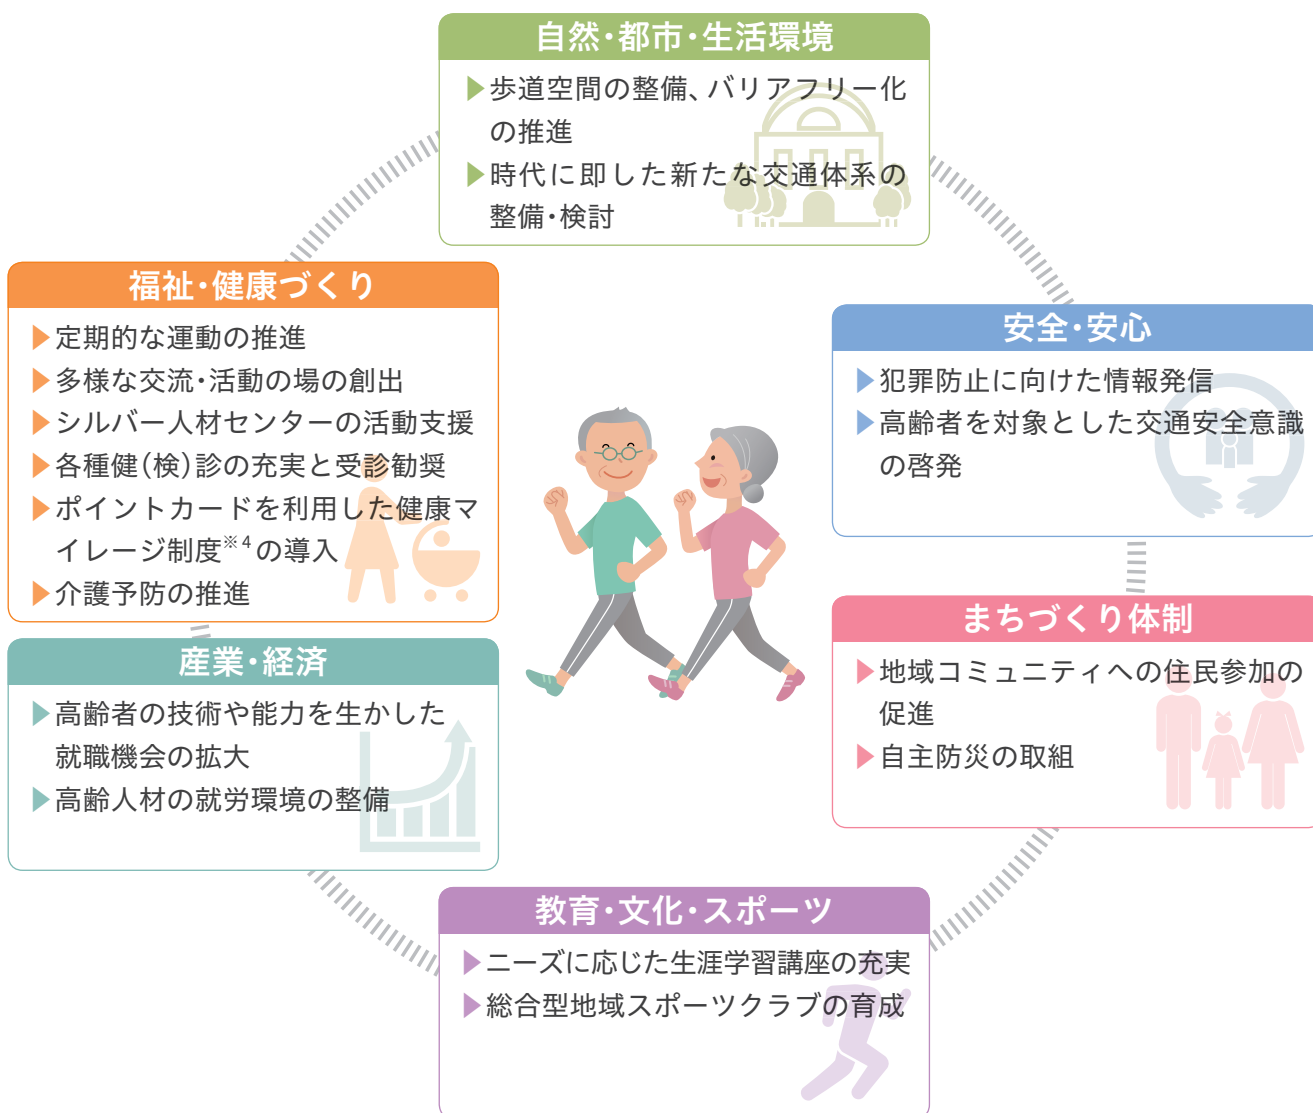 自然・都市・生活環境
▶歩道空間の整備、バリアフリー化
の推進
▶時代に即した新たな交通体系の
整備・検討
福祉・健康づくり
▶定期的な運動の推進
▶多様な交流・活動の場の創出
▶シルバー人材センターの活動支援
▶各種健(検)診の充実と受診勧奨
▶ポイントカードを利用した健康マ
イレージ制度※4の導入
▶介護予防の推進
安全・安心
▶犯罪防止に向けた情報発信
▶高齢者を対象とした交通安全意識
の啓発
産業・経済
▶高齢者の技術や能力を生かした
就職機会の拡大
▶高齢人材の就労環境の整備
まちづくり体制
▶地域コミュニティへの住民参加の
促進
▶自主防災の取組
教育・文化・スポーツ
▶ニーズに応じた生涯学習講座の充実
▶総合型地域スポーツクラブの育成